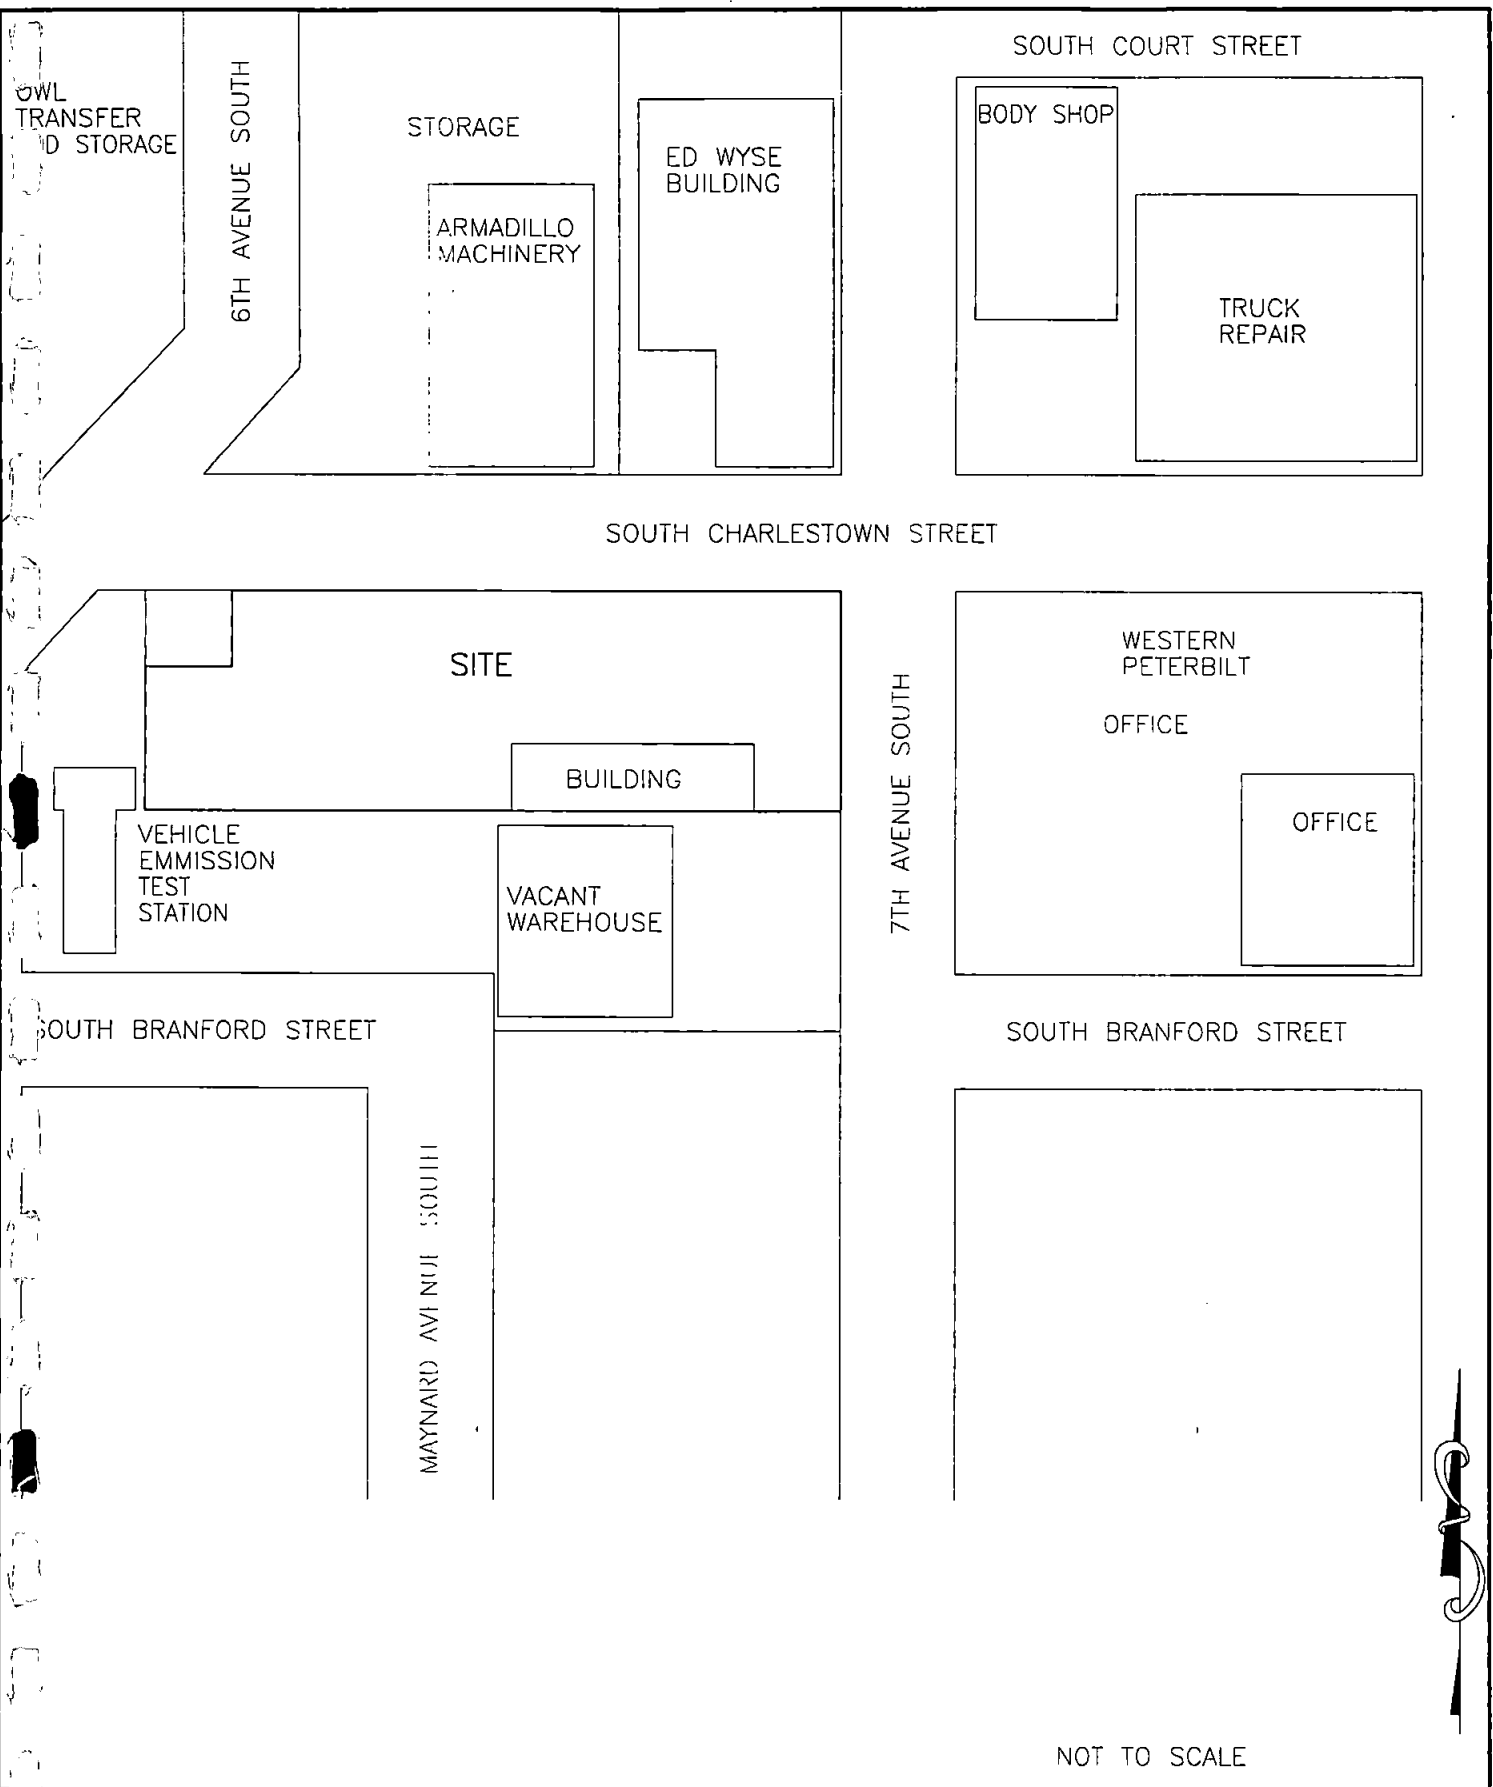 SOUTH COURT STREET
OWL
TRANSFER
STORAGE
6TH AVENUE SOUTH
STORAGE
ARMADILLO
MACHINERY
ED WYSE
BUILDING
BODY SHOP
TRUCK
REPAIR
SOUTH CHARLESTOWN STREET
SITE
BUILDING
7TH AVENUE SOUTH
WESTERN
PETERBILT
OFFICE
OFFICE
VEHICLE
EMMISSION
TEST
STATION
VACANT
WAREHOUSE
SOUTH BRANFORD STREET
SOUTH BRANFORD STREET
MAYNARD AVENUE SOUTH
NOT TO SCALE